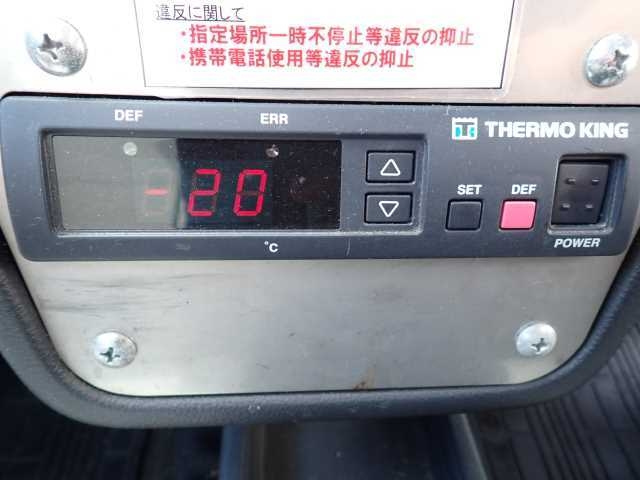 違反に関して
・指定場所一時不停止等違反の抑止
・携帯電話使用等違反の抑止
DEF ERR
THERMO KING
-20
SET DEF
°C
POWER